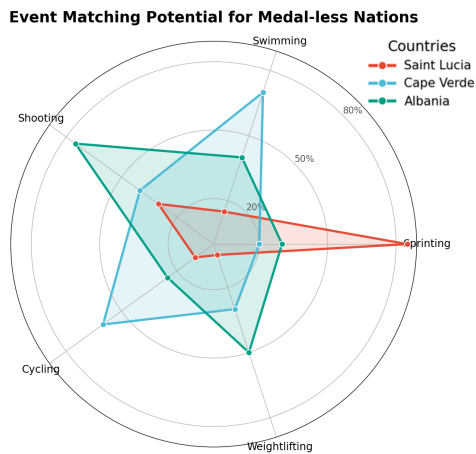 Event Matching Potential for Medal-less Nations
Swimming
Countries
Saint Lucia
Cape Verde
Albania
80%
Shooting
50%
20%
Sprinting
Cycling
Weightlifting